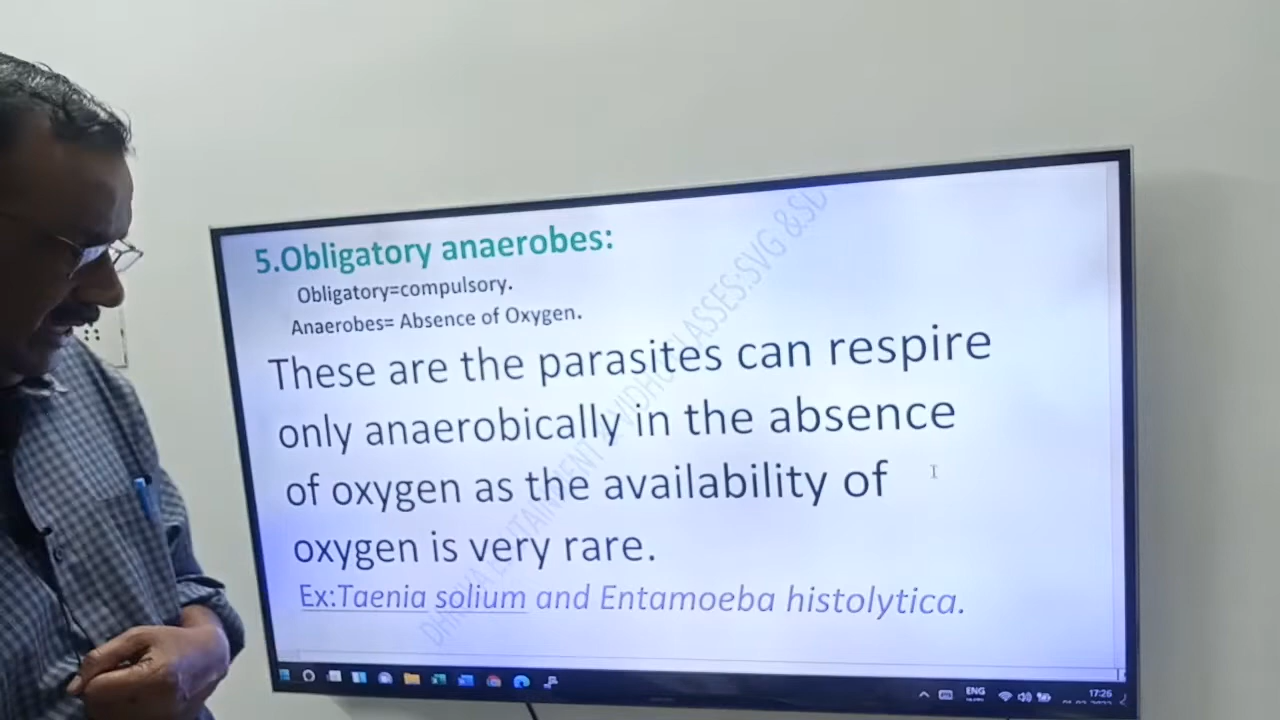 5.Obligatory anaerobes:
Obligatory=compulsory.
Anaerobes= Absence of Oxygen.
These are the parasites can respire
only anaerobically in the absence
of oxygen as the availability of
oxygen is very rare.
Ex:Taenia solium and Entamoeba histolytica.
ENG
17:26